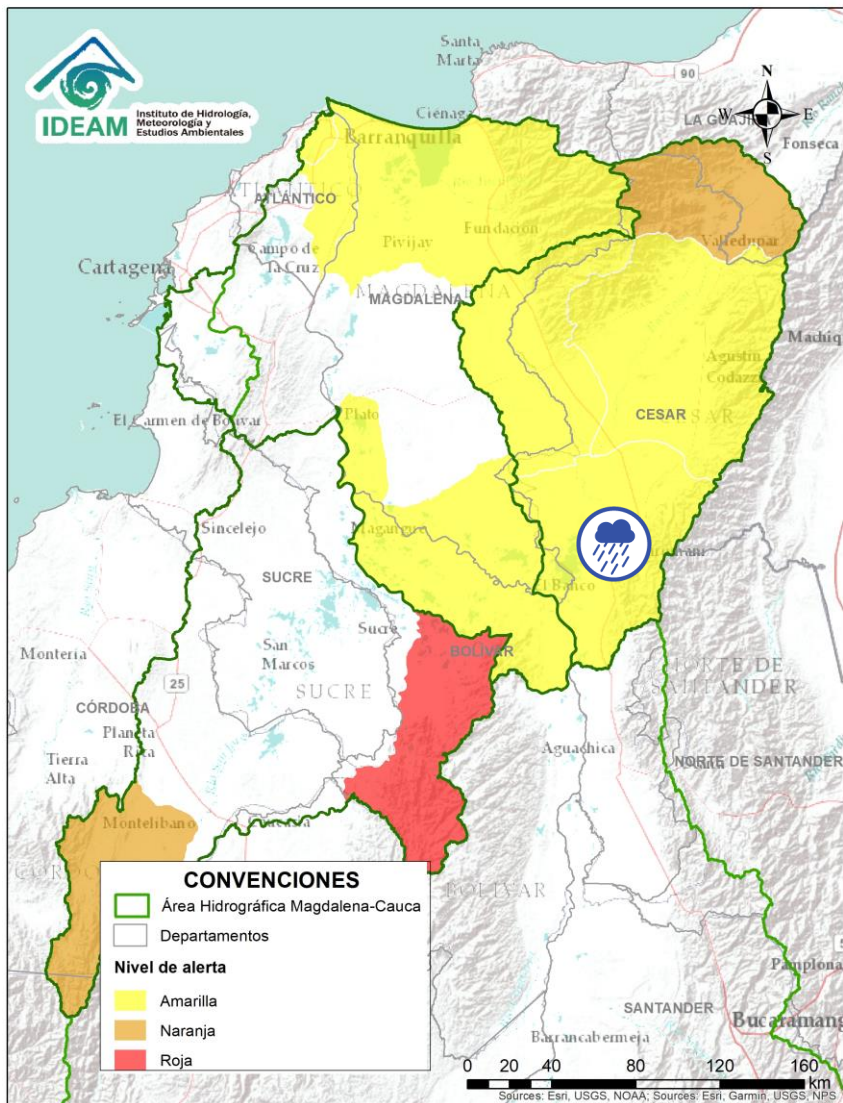 IDEAM
Instituto de Hidrología,
Meteorología y
Estudios Ambientales
Santa
Marta
90
N
W
E
S
LA GUAJIRA
Ciénaga
Fonseca
Barranquilla
ATLÁNTICO
ATLÁNTICO
Fundación
Pivijay
Valledupar
Cartagena
Campo de
la Cruz
MAGDALENA
MAGDALENA
Machiq
Agustín
Codazzi
CESAR
El Carmen de Bolívar
Plato
Sincelejo
Magangué
El Banco
SUCRE
Sucre
BOLÍVAR
San
Marcos
SUCRE
Montería
25
CÓRDOBA
Planeta
Rica
Tierra
Alta
NORTE DE
SANTANDER
Aguachica
NORTE DE SANTANDER
Montelíbano
BOLÍVAR
CONVENCIONES
Área Hidrográfica Magdalena-Cauca
Departamentos
Nivel de alerta
Amarilla
Naranja
Roja
Pamplona
SANTANDER
Bucaramang
Barrancabermeja
0 20 40 80 120 160
km
Sources: Esri, USGS, NOAA; Sources: Esri, Garmin, USGS, NPS